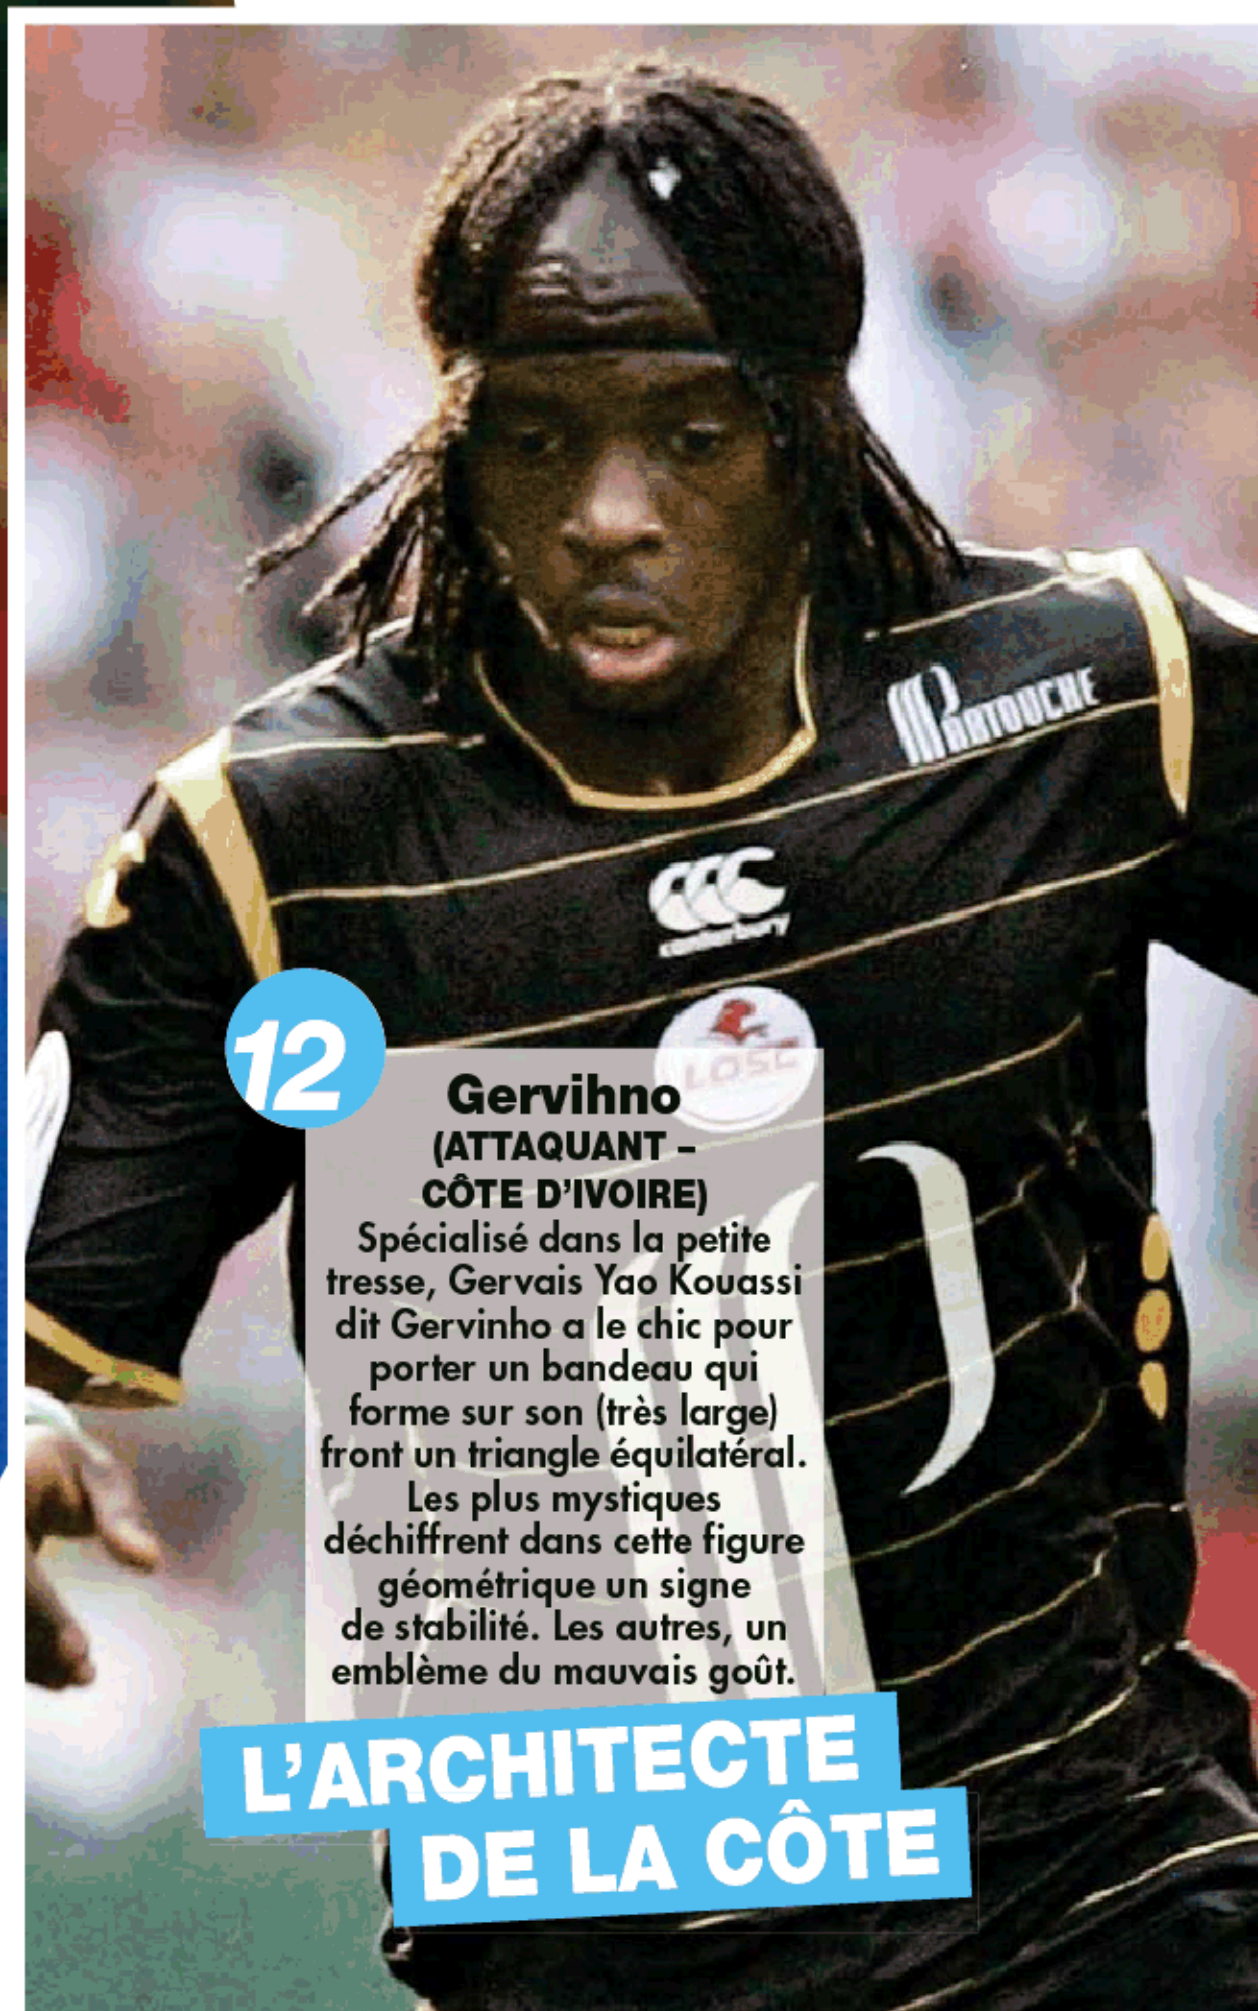 PARTOUCHE
CCC
canterbury
LOSC
12
Gervihno
(ATTAQUANT –
CÔTE D'IVOIRE)
Spécialisé dans la petite
tresse, Gervais Yao Kouassi
dit Gervinho a le chic pour
porter un bandeau qui
forme sur son (très large)
front un triangle équilatéral.
Les plus mystiques
déchiffrent dans cette figure
géométrique un signe
de stabilité. Les autres, un
emblème du mauvais goût.
L'ARCHITECTE
DE LA CÔTE